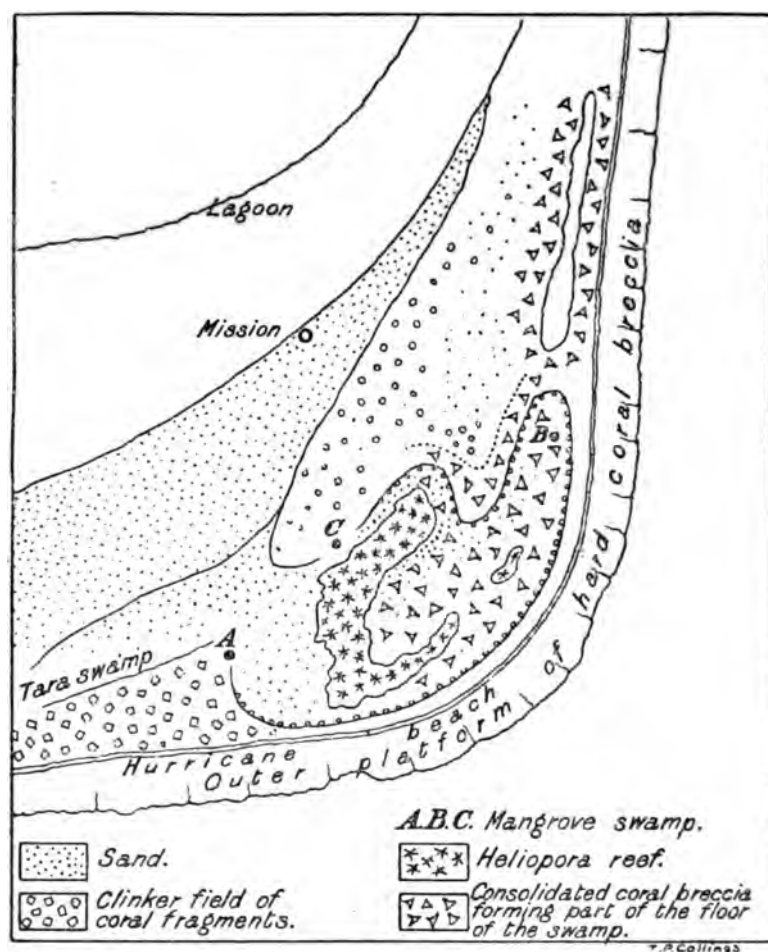 Lagoon
Mission
B
C
A
Tara swamp
Hurricane beach
Outer platform of hard coral breccia
A.B.C. Mangrove swamp.
Sand.
Heliopora reef.
Clinker field of
coral fragments.
Consolidated coral breccia
forming part of the floor
of the swamp.
T.P. Collings